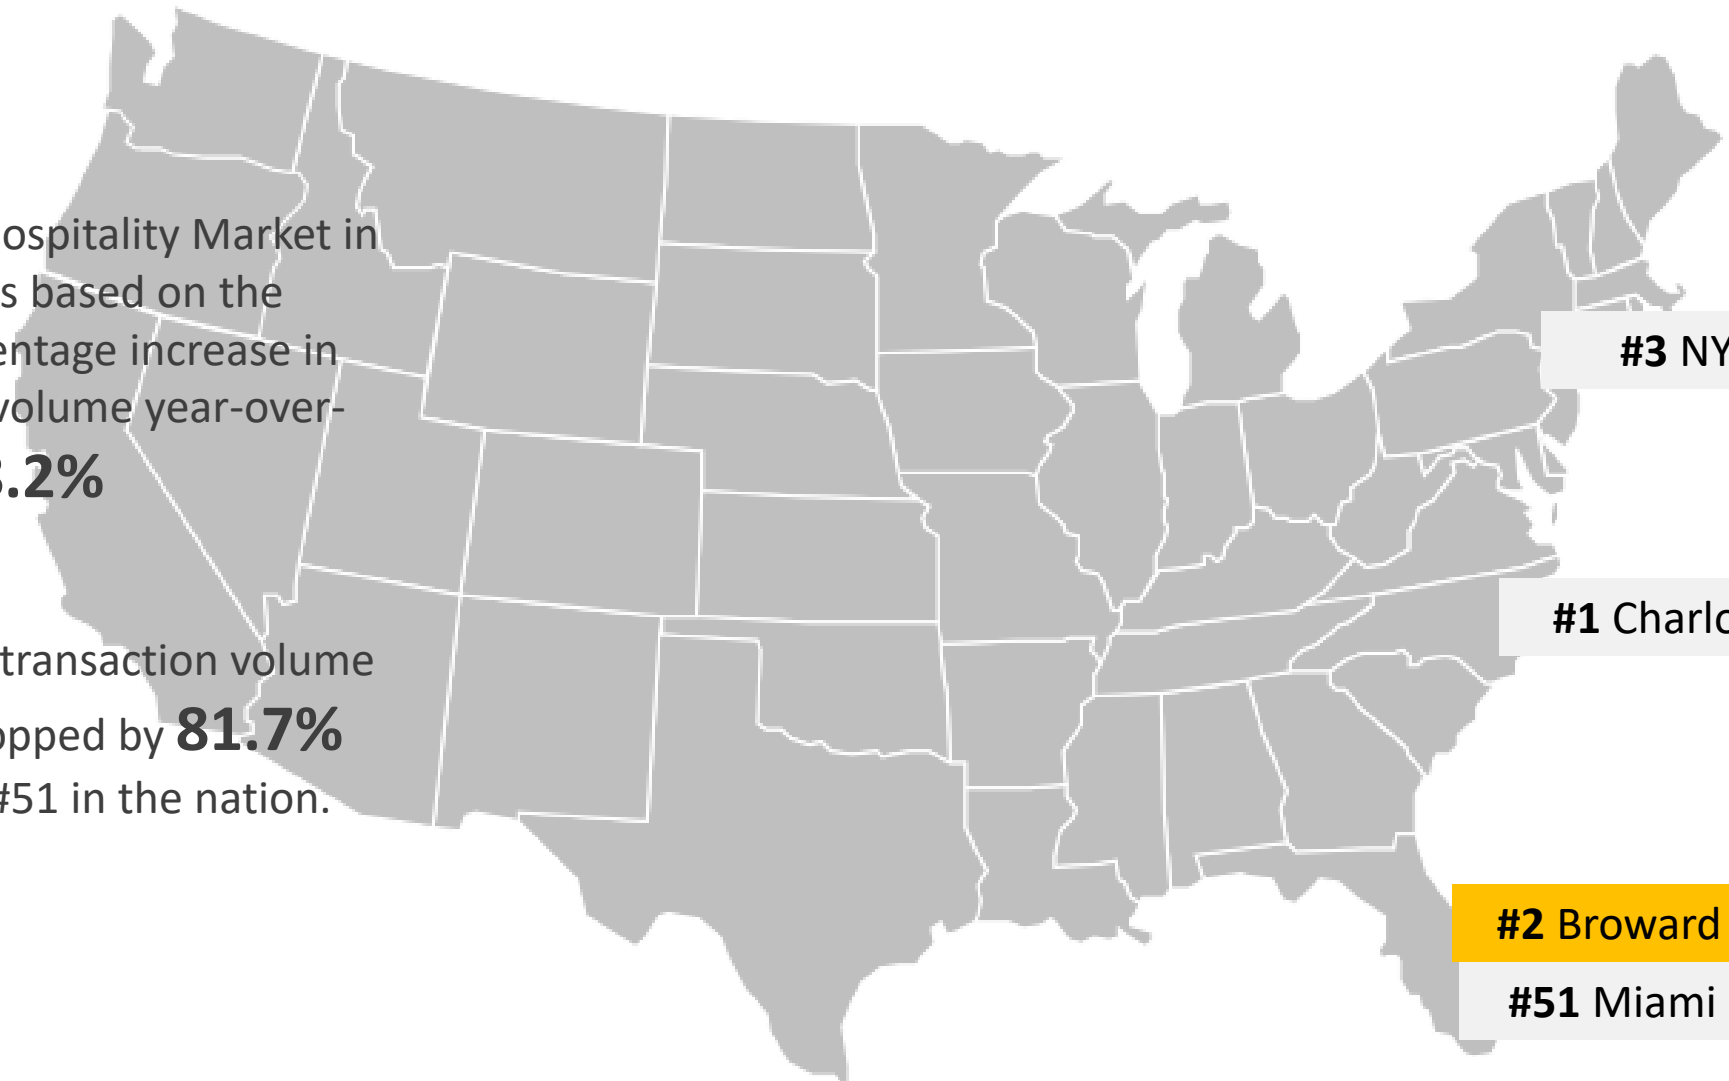 ospitality Market in
s based on the
entage increase in
volume year-over-
.2%
transaction volume
opped by 81.7%
#51 in the nation.
#3 NY
#1 Charlo
#2 Broward
#51 Miami